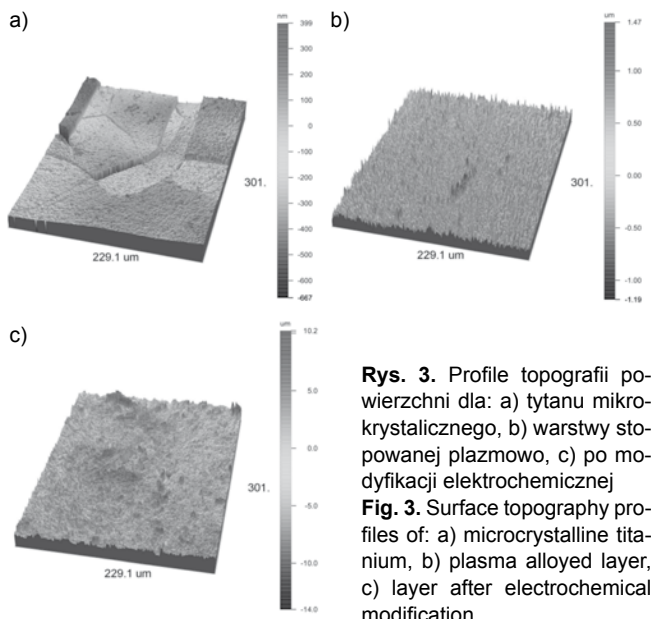 a)
nm
399
300
200
100
0
-100
-200
-300
-400
-500
-600
-667
301.
229.1 um
b)
um
1.47
1.00
0.50
0.00
-1.00
-1.19
301.
229.1 um
c)
um
10.2
5.0
0.0
-5.0
-10.0
-14.0
301.
229.1 um
Rys. 3. Profile topografii po-
wierzchni dla: a) tytanu mikro-
krystalicznego, b) warstwy sto-
powanej plazmowo, c) po mo-
dyfikacji elektrochemicznej
Fig. 3. Surface topography pro-
files of: a) microcrystalline tita-
nium, b) plasma alloyed layer,
c) layer after electrochemical
modification